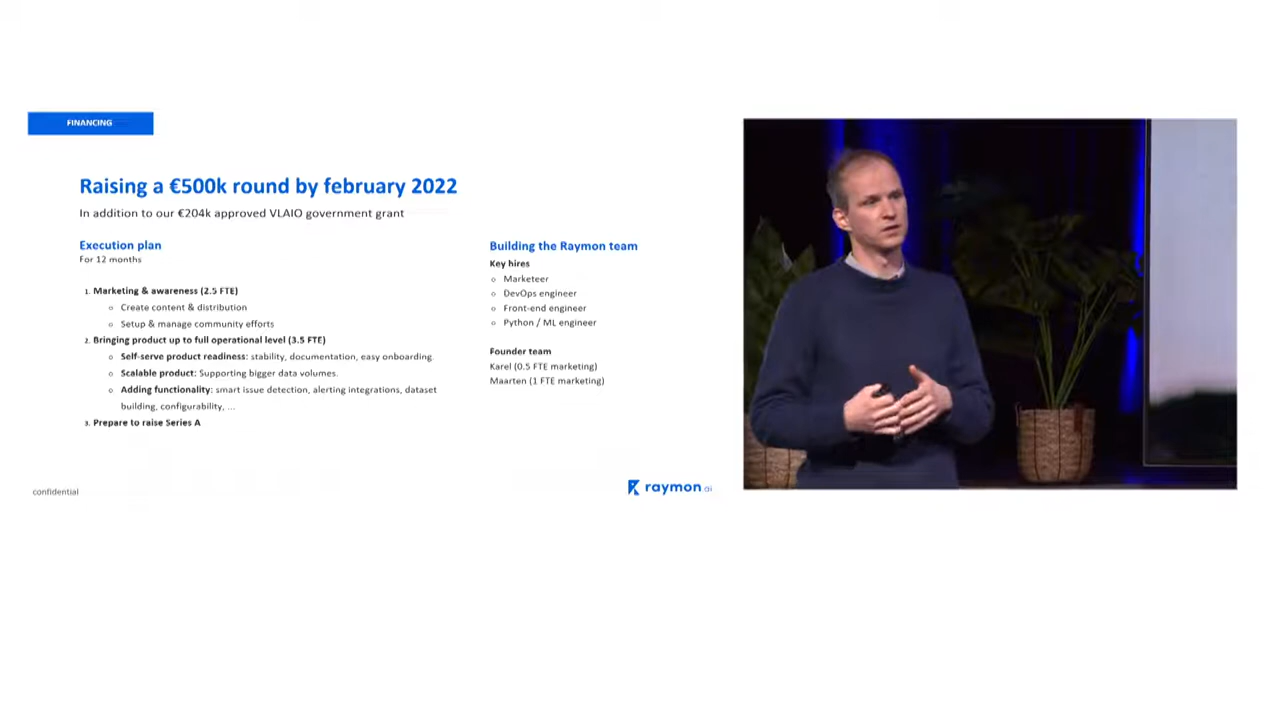 FINANCING
Raising a €500k round by february 2022
In addition to our €204k approved VLAIO government grant
Execution plan
For 12 months
1. Marketing & awareness (2.5 FTE)
○ Create content & distribution
○ Setup & manage community efforts
2. Bringing product up to full operational level (3.5 FTE)
○ Self-serve product readiness: stability, documentation, easy onboarding.
○ Scalable product: Supporting bigger data volumes.
○ Adding functionality: smart issue detection, alerting integrations, dataset
building, configurability, ...
3. Prepare to raise Series A
Building the Raymon team
Key hires
○ Marketeer
○ DevOps engineer
○ Front-end engineer
○ Python / ML engineer
Founder team
Karel (0.5 FTE marketing)
Maarten (1 FTE marketing)
confidential
raymon.ai